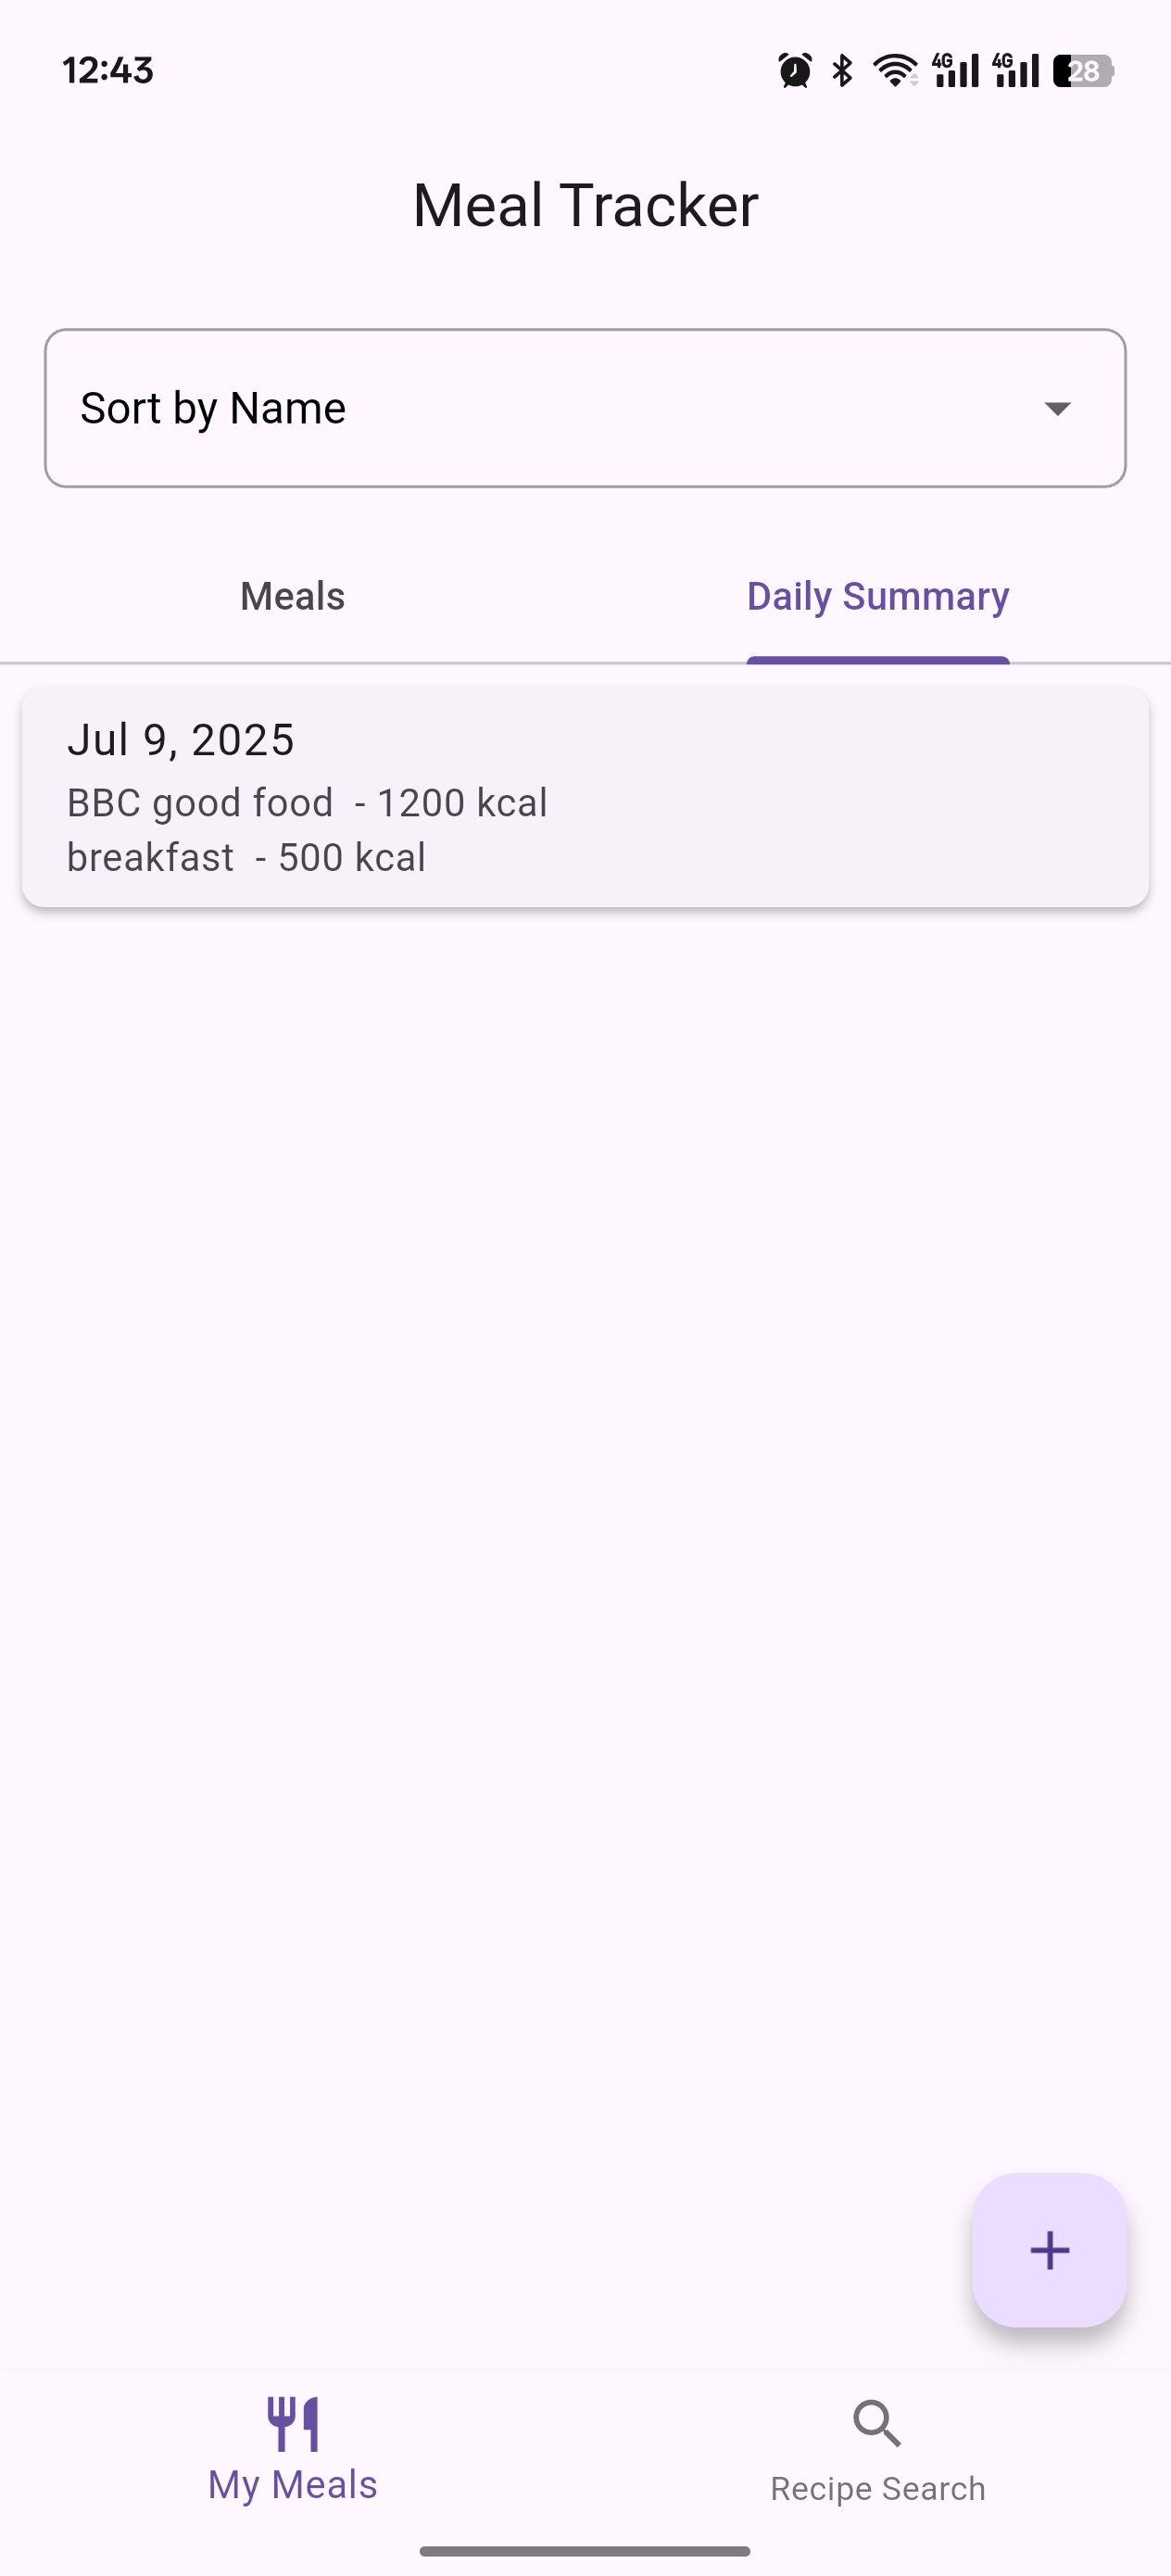 12:43 4G 4G 28
Meal Tracker
Sort by Name
Meals Daily Summary
Jul 9, 2025
BBC good food  - 1200 kcal
breakfast  - 500 kcal
My Meals Recipe Search